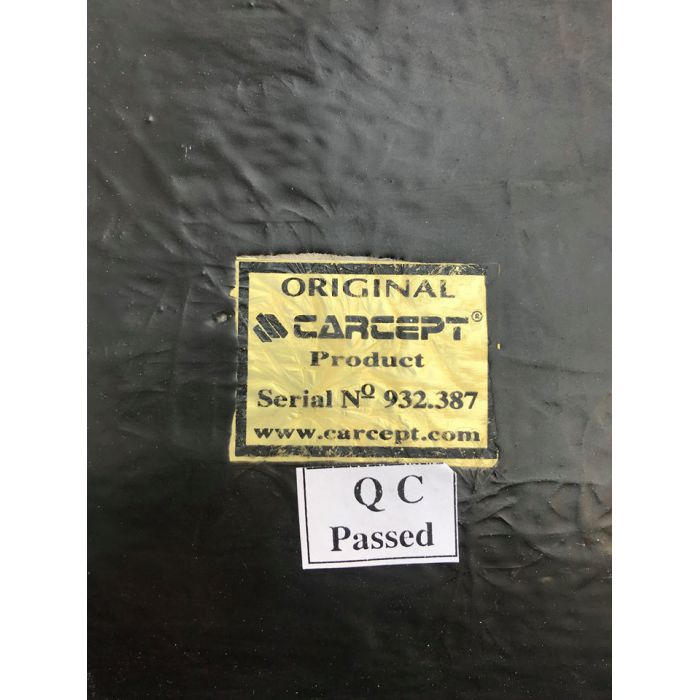 ORIGINAL
CARCEPT®
Product
Serial Nº 932.387
www.carcept.com
Q C
Passed